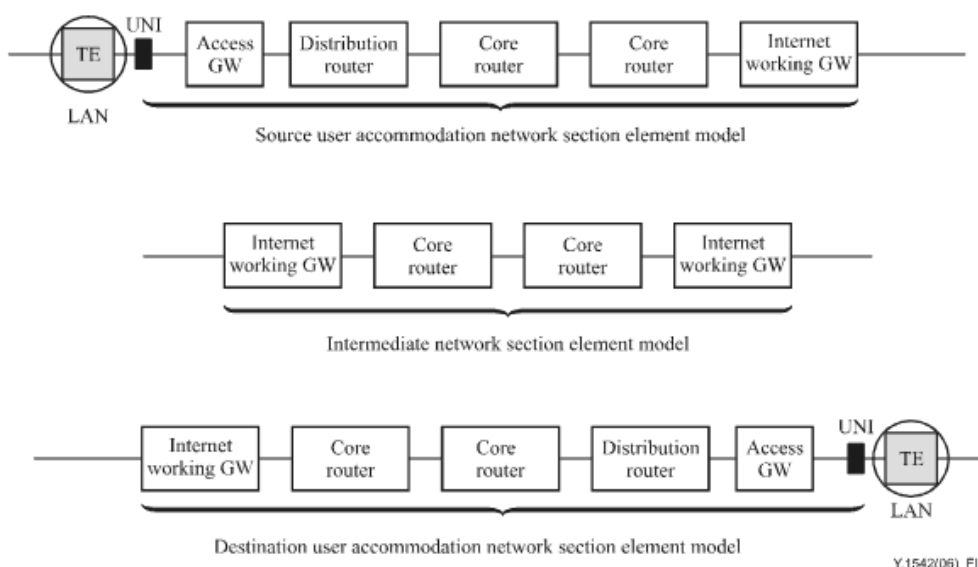 UNI
TE
LAN
Access
GW
Distribution
router
Core
router
Core
router
Internet
working GW
Source user accommodation network section element model
Internet
working GW
Core
router
Core
router
Internet
working GW
Intermediate network section element model
Internet
working GW
Core
router
Core
router
Distribution
router
Access
GW
UNI
TE
LAN
Destination user accommodation network section element model
Y.1542(06)